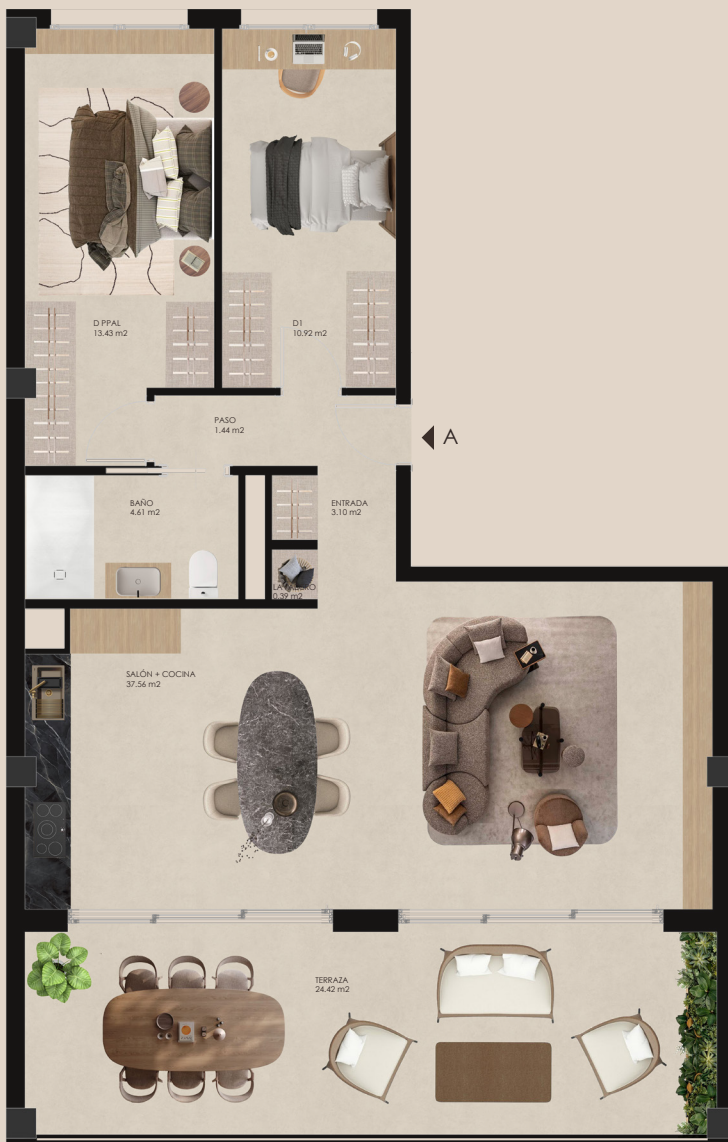 D PPAL
13.43 m2
D1
10.92 m2
PASO
1.44 m2
A
BAÑO
4.61 m2
ENTRADA
3.10 m2
0.39 m2
SALÓN + COCINA
37.56 m2
TERRAZA
24.42 m2